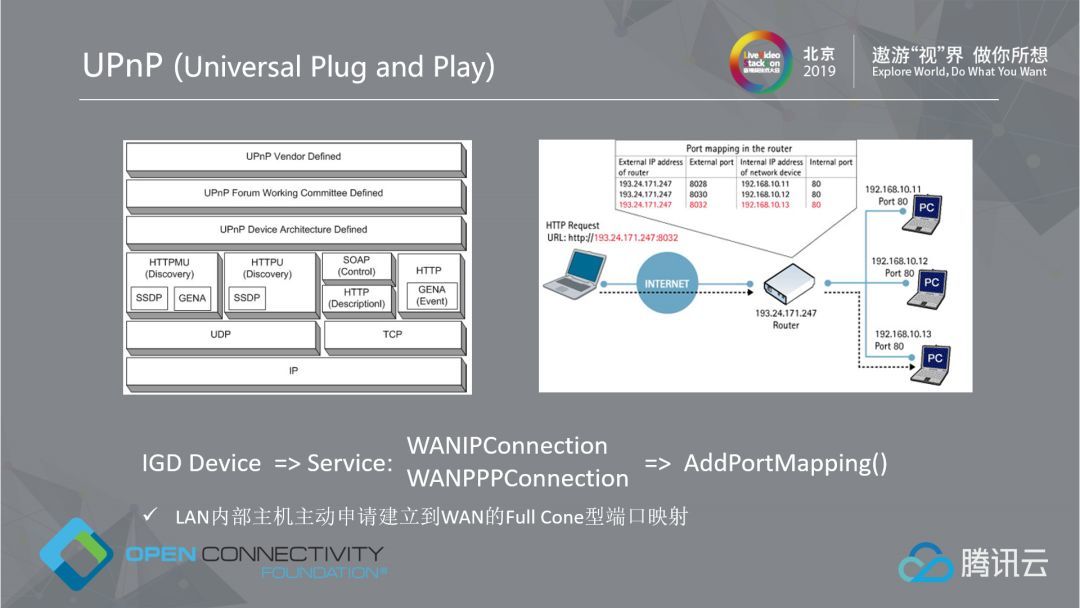 UPnP (Universal Plug and Play)
LiveVideo
StackCon
音视频技术大会
北京
2019
遨游“视”界 做你所想
Explore World, Do What You Want
UPnP Vendor Defined
UPnP Forum Working Committee Defined
UPnP Device Architecture Defined
HTTPMU
(Discovery)
SSDP
GENA
HTTPU
(Discovery)
SSDP
SOAP
(Control)
HTTP
(Descriptionl)
HTTP
GENA
(Event)
UDP
TCP
IP
Port mapping in the router
External IP address of router
External port
Internal IP address of network device
Internal port
193.24.171.247 8028 192.168.10.11 80
193.24.171.247 8030 192.168.10.12 80
193.24.171.247 8032 192.168.10.13 80
HTTP Request
URL: http://193.24.171.247:8032
INTERNET
193.24.171.247
Router
192.168.10.11
Port 80
PC
192.168.10.12
Port 80
PC
192.168.10.13
Port 80
PC
IGD Device => Service:
WANIPConnection
WANPPPConnection
=> AddPortMapping()
✓ LAN内部主机主动申请建立到WAN的Full Cone型端口映射
OPEN CONNECTIVITY
FOUNDATION
腾讯云